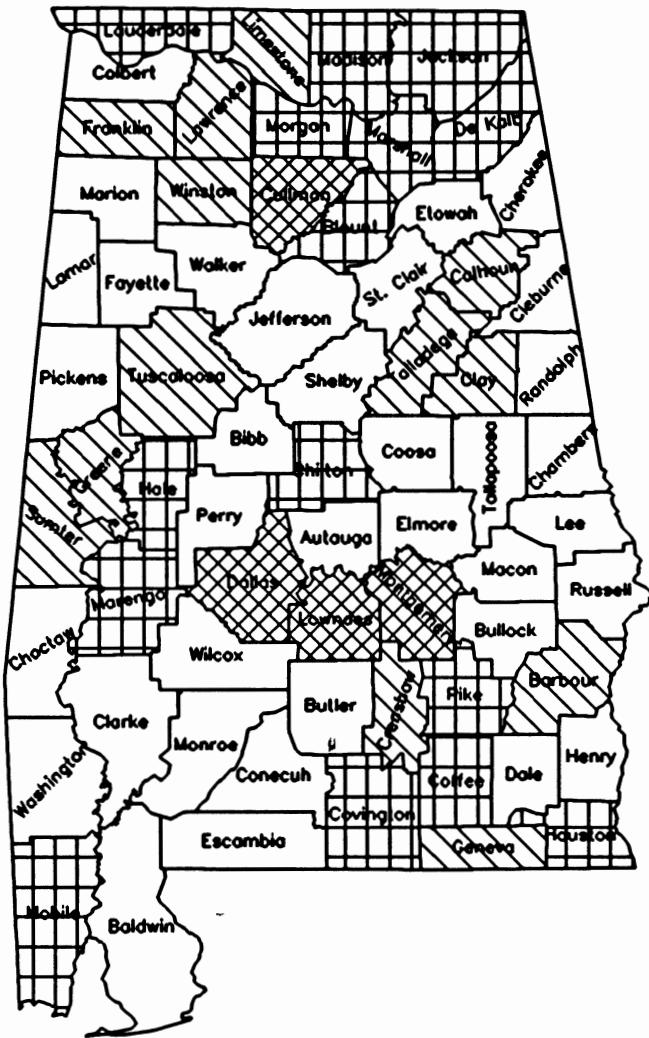 Lauderdale
Limestone
Madison
Jackson
Colbert
Lawrence
Franklin
Morgan
Marshall
De Kalb
Cherokee
Marion
Winston
Cullman
Blount
Etowah
Lamar
Fayette
Walker
St. Clair
Calhoun
Cleburne
Jefferson
Pickens
Tuscaloosa
Shelby
Talladega
Clay
Randolph
Bibb
Greene
Hale
Chilton
Coosa
Tallapoosa
Chambers
Sumter
Perry
Autauga
Elmore
Lee
Macon
Russell
Dallas
Lowndes
Montgomery
Marengo
Choctaw
Wilcox
Bullock
Barbour
Pike
Crenshaw
Butler
Clarke
Monroe
Conecuh
Washington
Coffee
Dale
Henry
Covington
Escambia
Geneva
Houston
Mobile
Baldwin